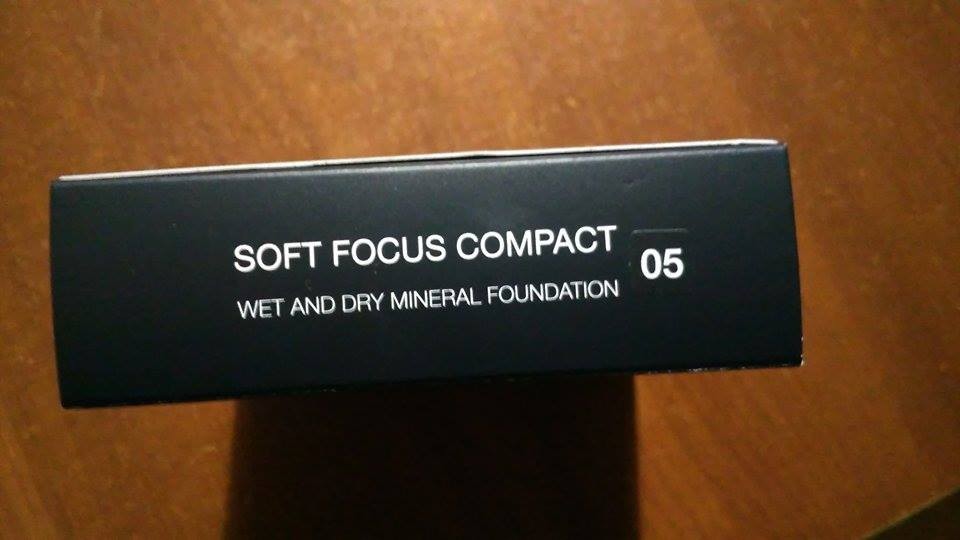 SOFT FOCUS COMPACT
05
WET AND DRY MINERAL FOUNDATION